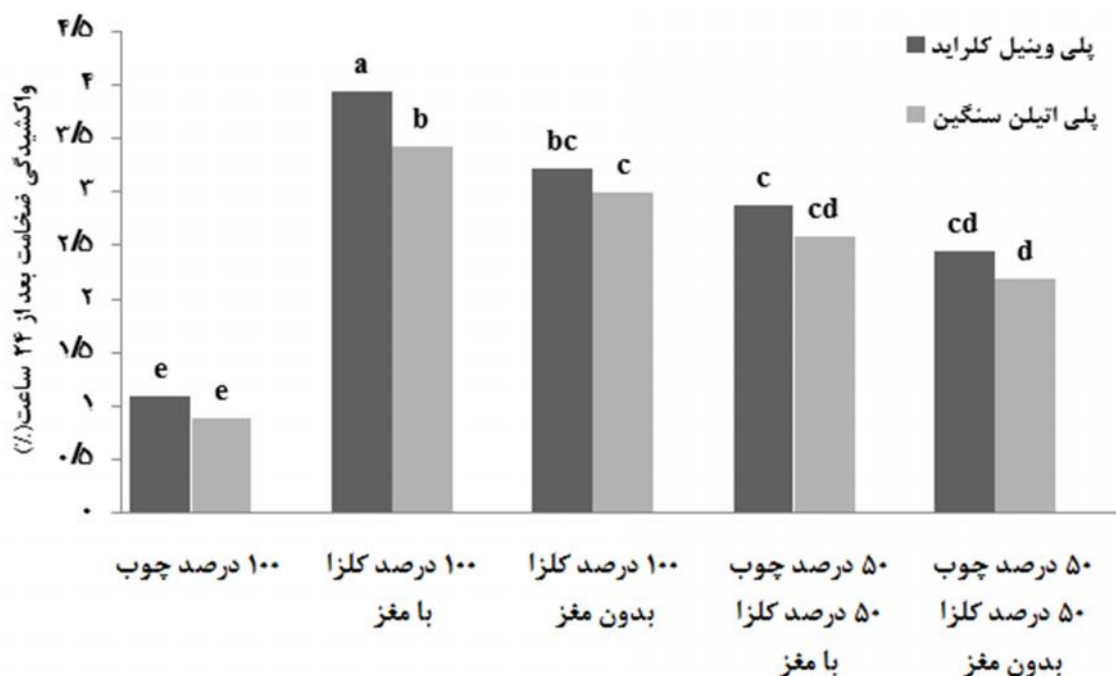 پلی وینیل کلراید
پلی اتیلن سنگین
واکشیدگی ضخامت بعد از ۲۴ ساعت(٪)
۴/۵
۴
۳/۵
۳
۲/۵
۲
۱/۵
۱
۰/۵
۰
e
e
a
b
bc
c
c
cd
cd
d
۱۰۰ درصد چوب
۱۰۰ درصد کلزا
با مغز
۱۰۰ درصد کلزا
بدون مغز
۵۰ درصد چوب
۵۰ درصد کلزا
با مغز
۵۰ درصد چوب
۵۰ درصد کلزا
بدون مغز